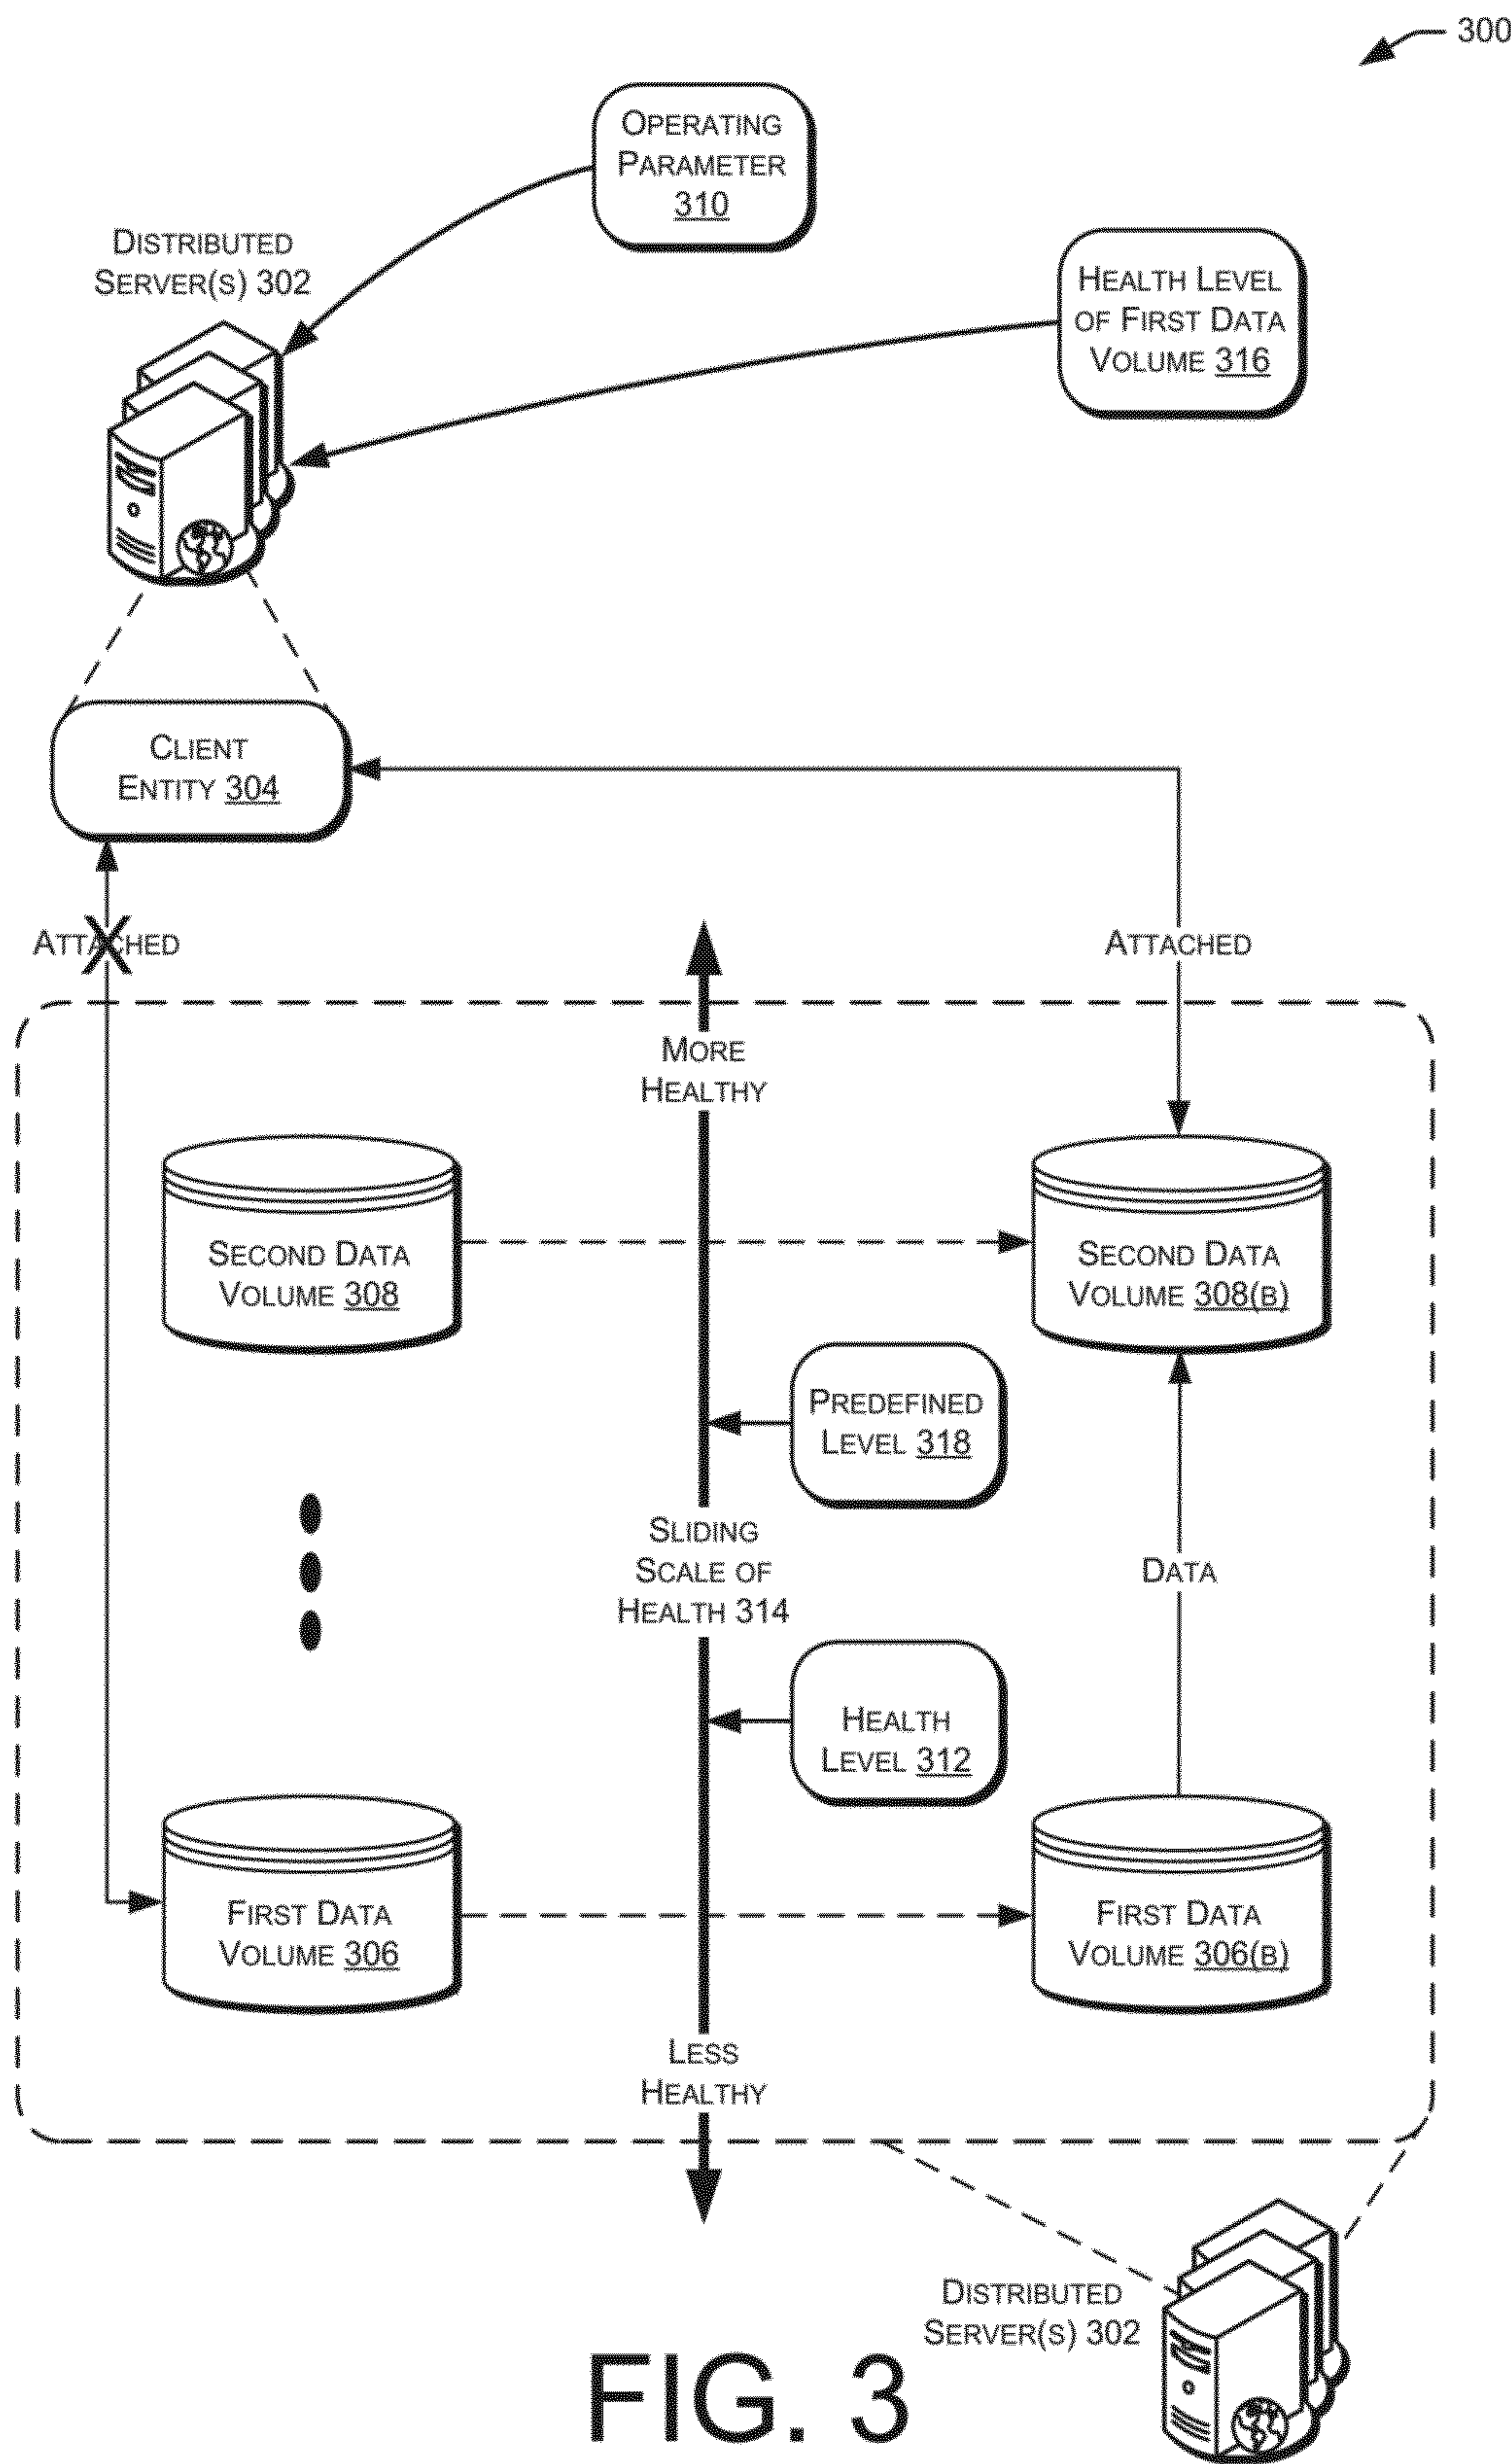 300
OPERATING
PARAMETER
310
DISTRIBUTED
SERVER(S) 302
HEALTH LEVEL
OF FIRST DATA
VOLUME 316
CLIENT
ENTITY 304
ATTACHED
X
ATTACHED
MORE
HEALTHY
SECOND DATA
VOLUME 308
SECOND DATA
VOLUME 308(B)
PREDEFINED
LEVEL 318
SLIDING
SCALE OF
HEALTH 314
DATA
HEALTH
LEVEL 312
FIRST DATA
VOLUME 306
FIRST DATA
VOLUME 306(B)
LESS
HEALTHY
DISTRIBUTED
SERVER(S) 302
FIG. 3